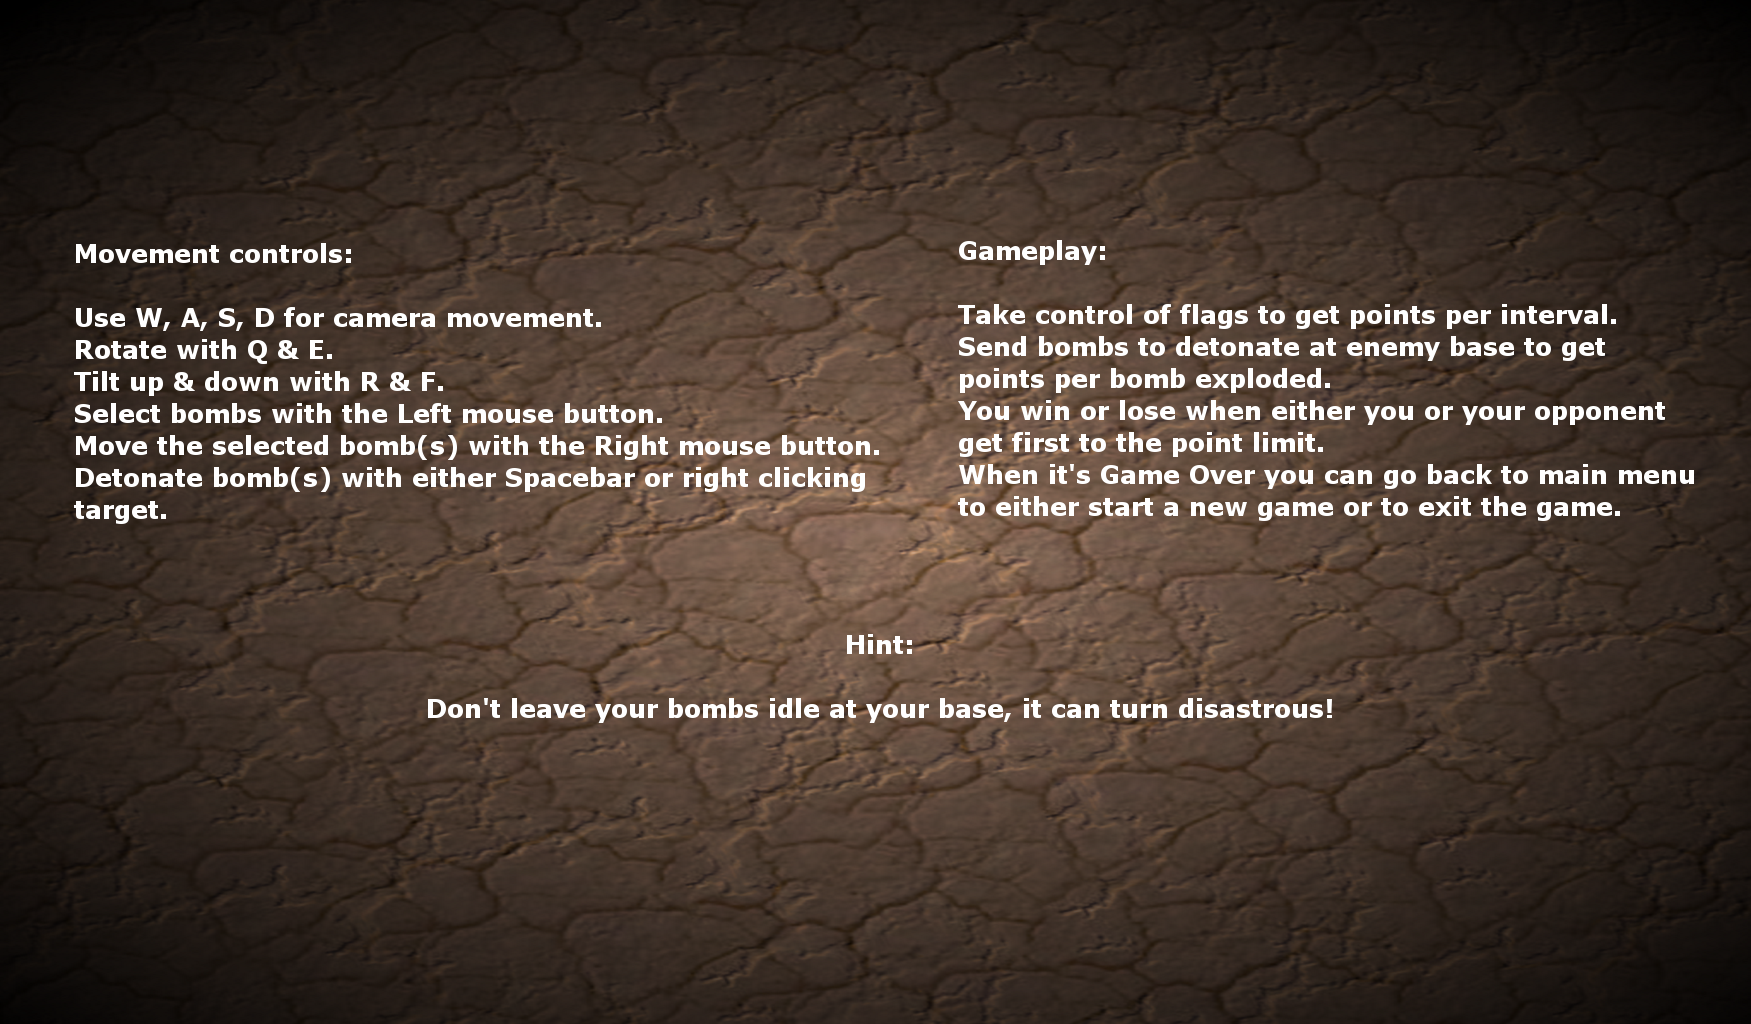 Movement controls:
Use W, A, S, D for camera movement.
Rotate with Q & E.
Tilt up & down with R & F.
Select bombs with the Left mouse button.
Move the selected bomb(s) with the Right mouse button.
Detonate bomb(s) with either Spacebar or right clicking
target.
Gameplay:
Take control of flags to get points per interval.
Send bombs to detonate at enemy base to get
points per bomb exploded.
You win or lose when either you or your opponent
get first to the point limit.
When it's Game Over you can go back to main menu
to either start a new game or to exit the game.
Hint:
Don't leave your bombs idle at your base, it can turn disastrous!